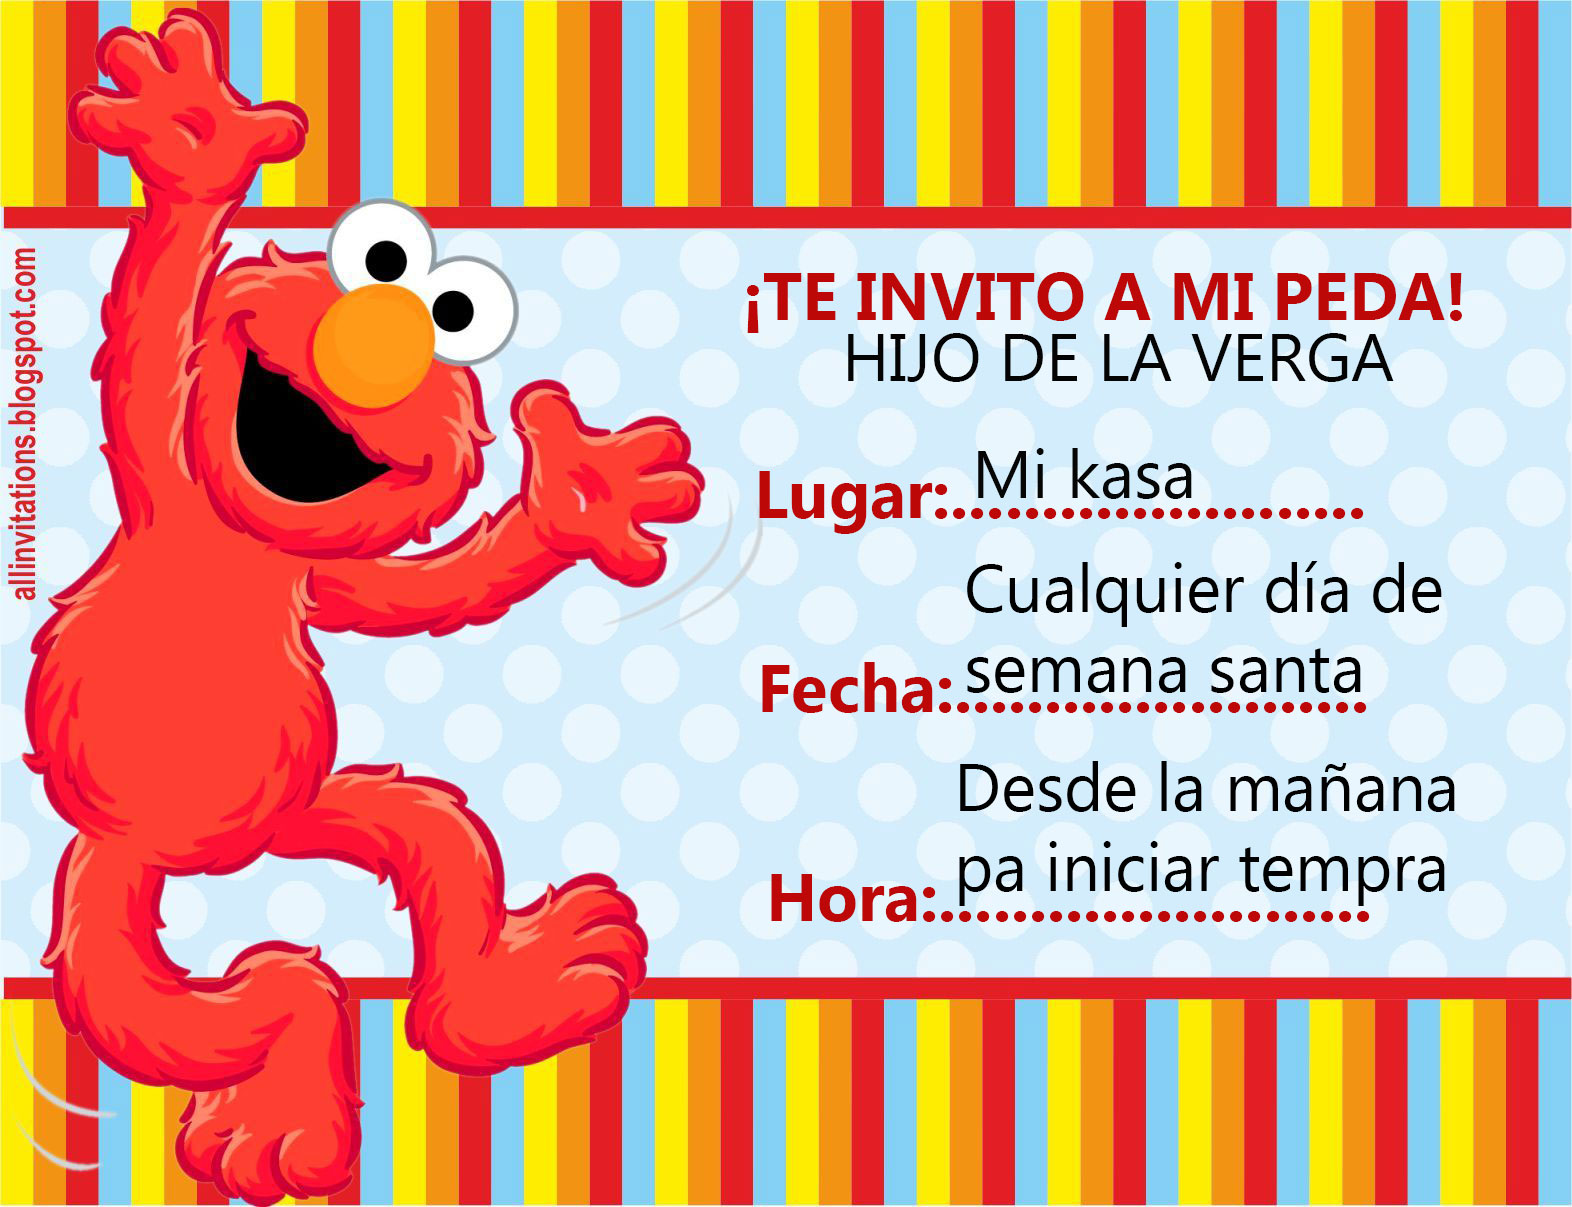 ¡TE INVITO A MI PEDA!
HIJO DE LA VERGA
Lugar:....................... Mi kasa
Cualquier día de
Fecha:....................... semana santa
Desde la mañana
Hora:........................ pa iniciar tempra
allinvitations.blogspot.com